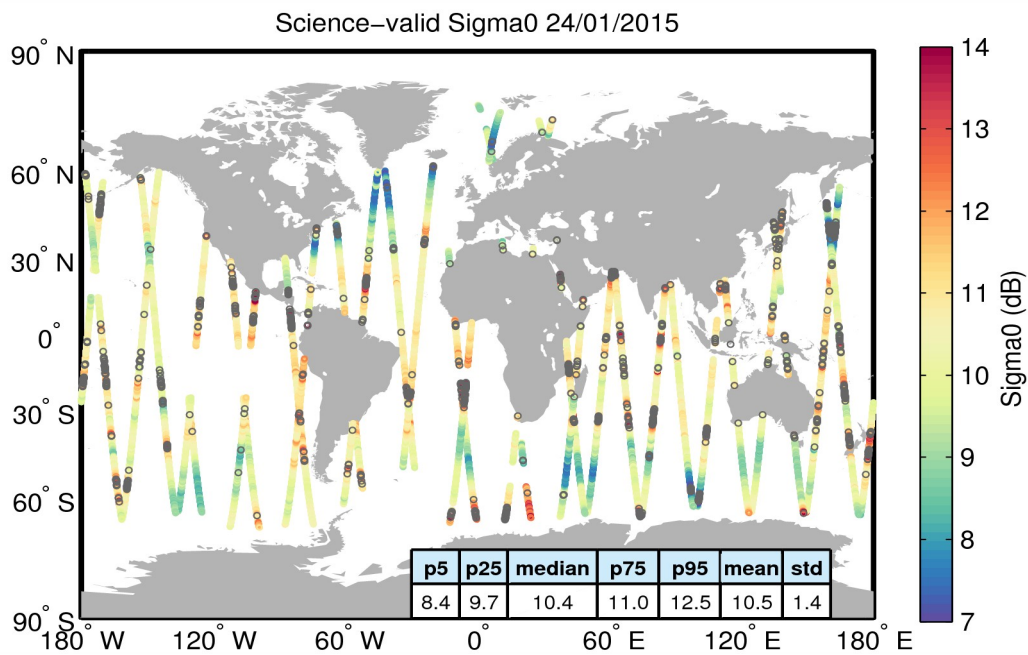 Science−valid Sigma0 24/01/2015
90° N
60° N
30° N
0°
30° S
60° S
90° S
180° W
120° W
60° W
0°
60° E
120° E
180° E
p5 p25 median p75 p95 mean std
8.4 9.7 10.4 11.0 12.5 10.5 1.4
14
13
12
11
10
9
8
7
Sigma0 (dB)